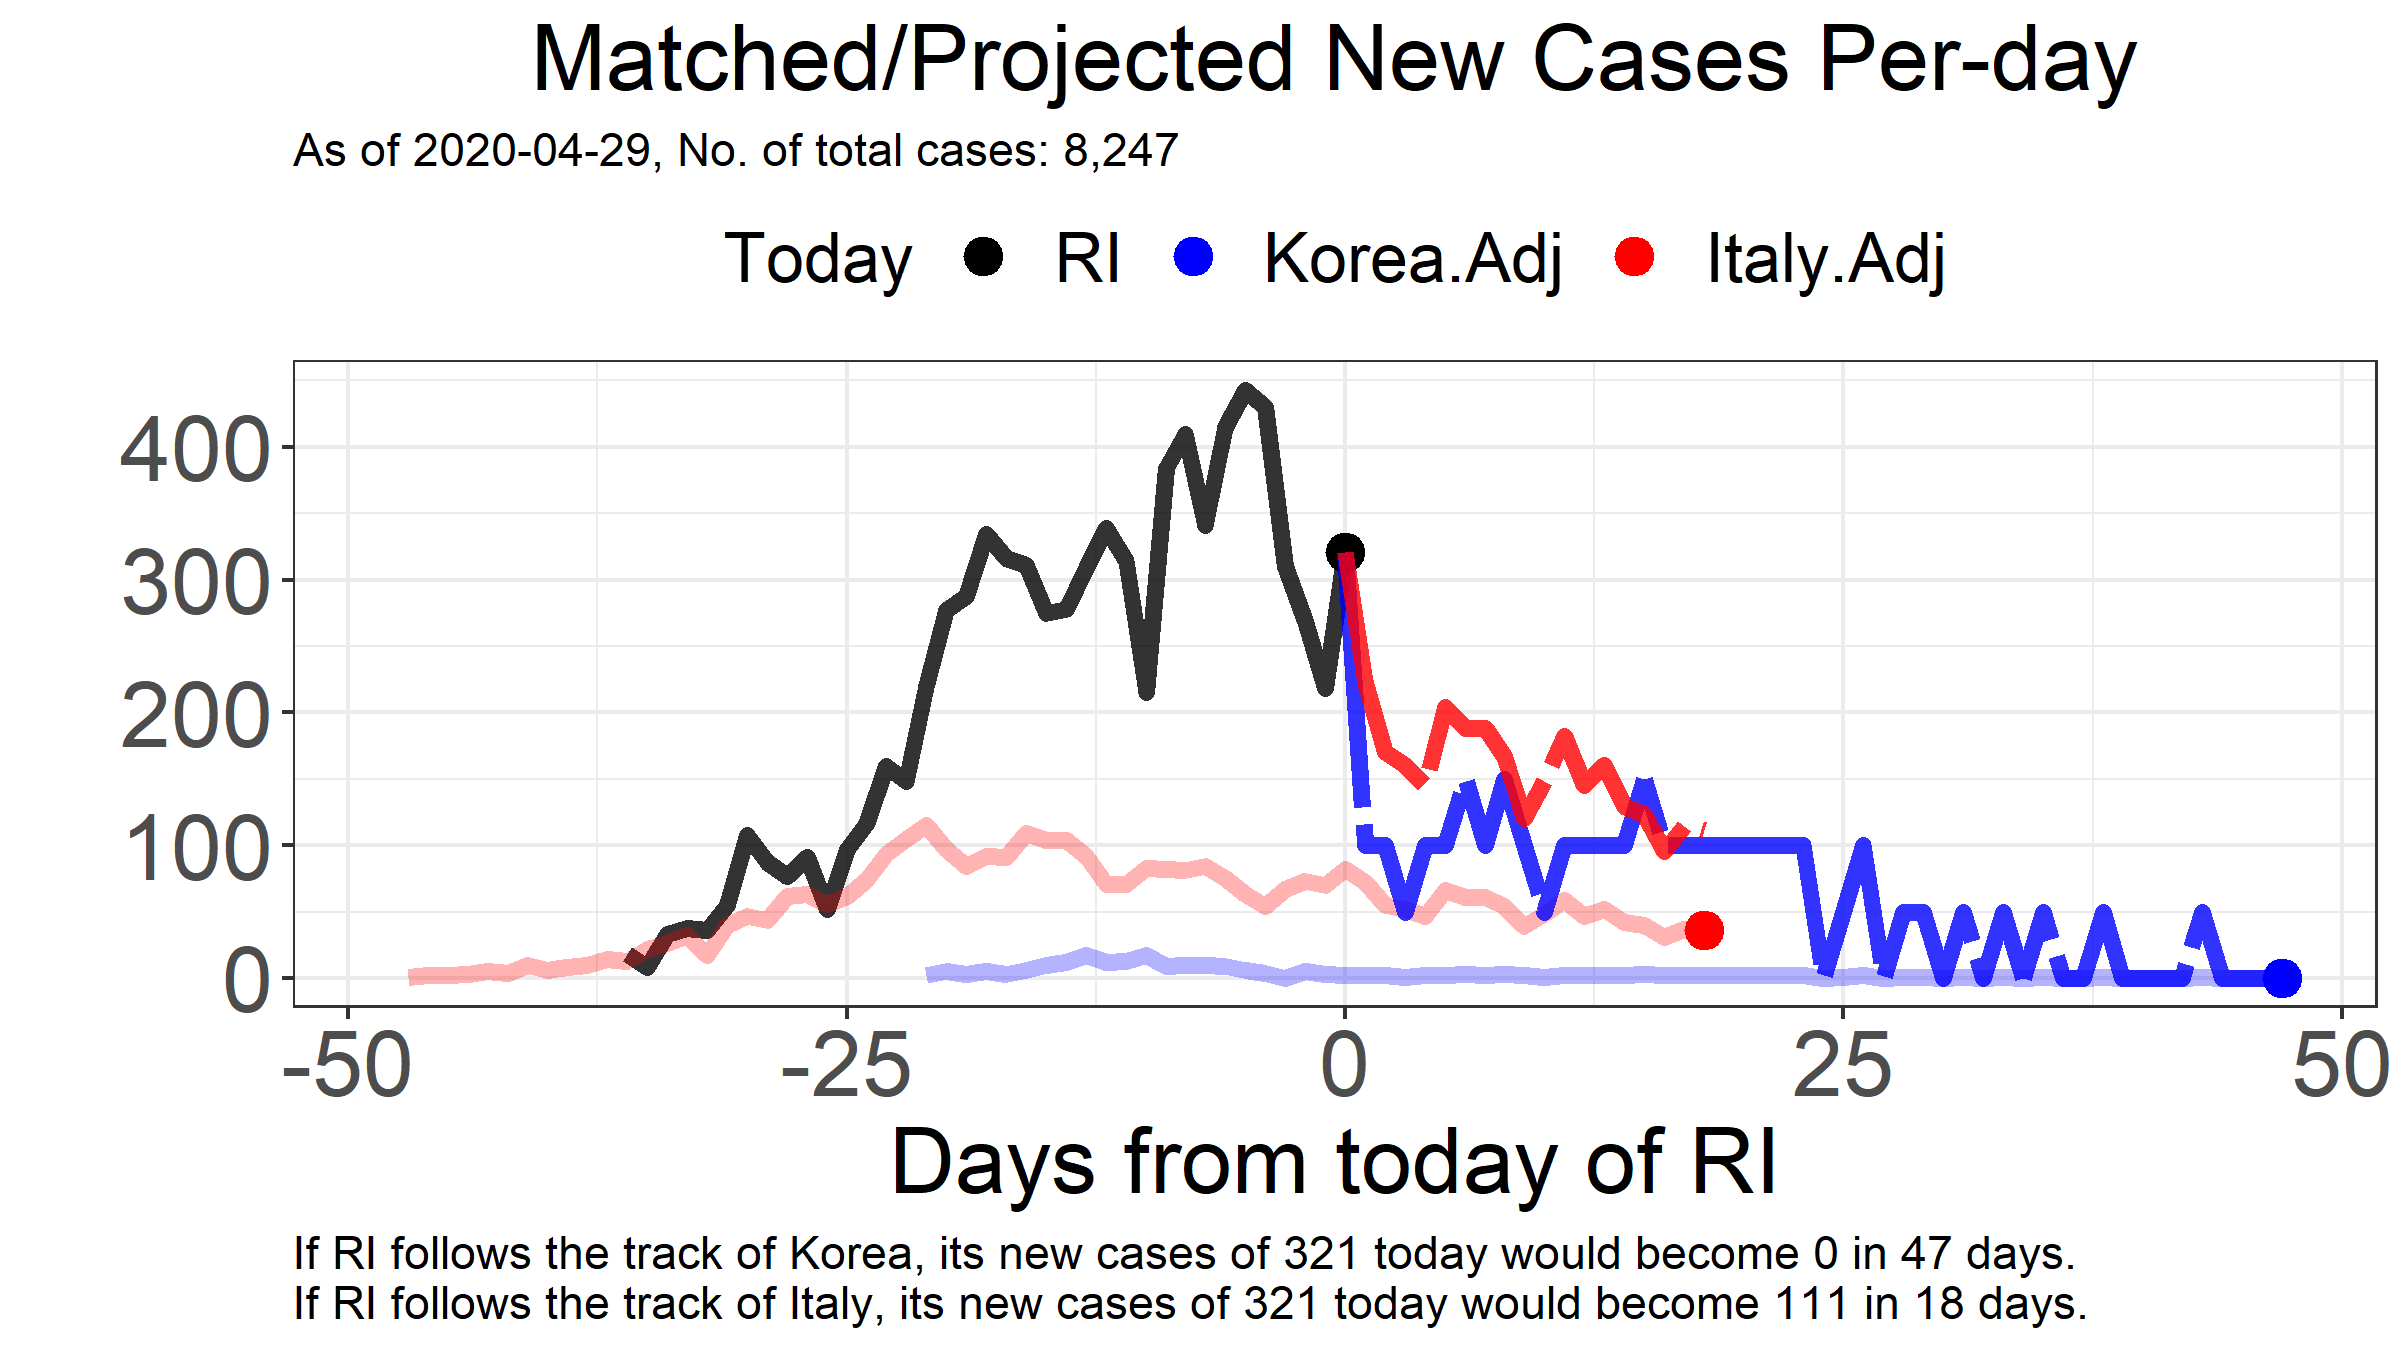 Matched/Projected New Cases Per-day
As of 2020-04-29, No. of total cases: 8,247
Today RI Korea.Adj Italy.Adj
400
300
200
100
0
-50 -25 0 25 50
Days from today of RI
If RI follows the track of Korea, its new cases of 321 today would become 0 in 47 days.
If RI follows the track of Italy, its new cases of 321 today would become 111 in 18 days.